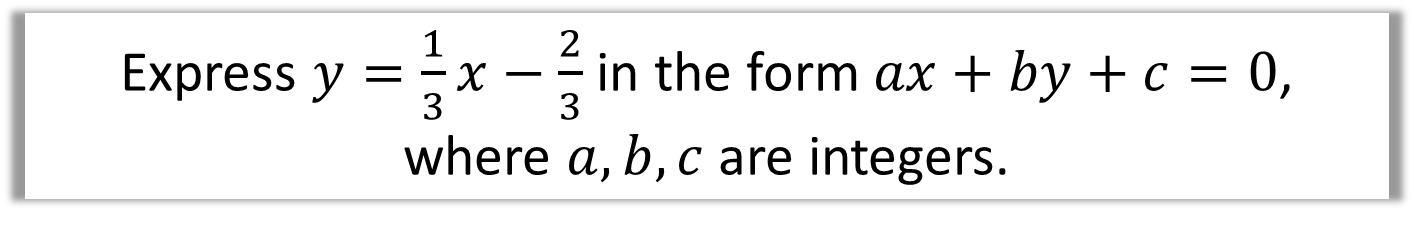 Express y = 1/3 x − 2/3 in the form ax + by + c = 0,
where a, b, c are integers.